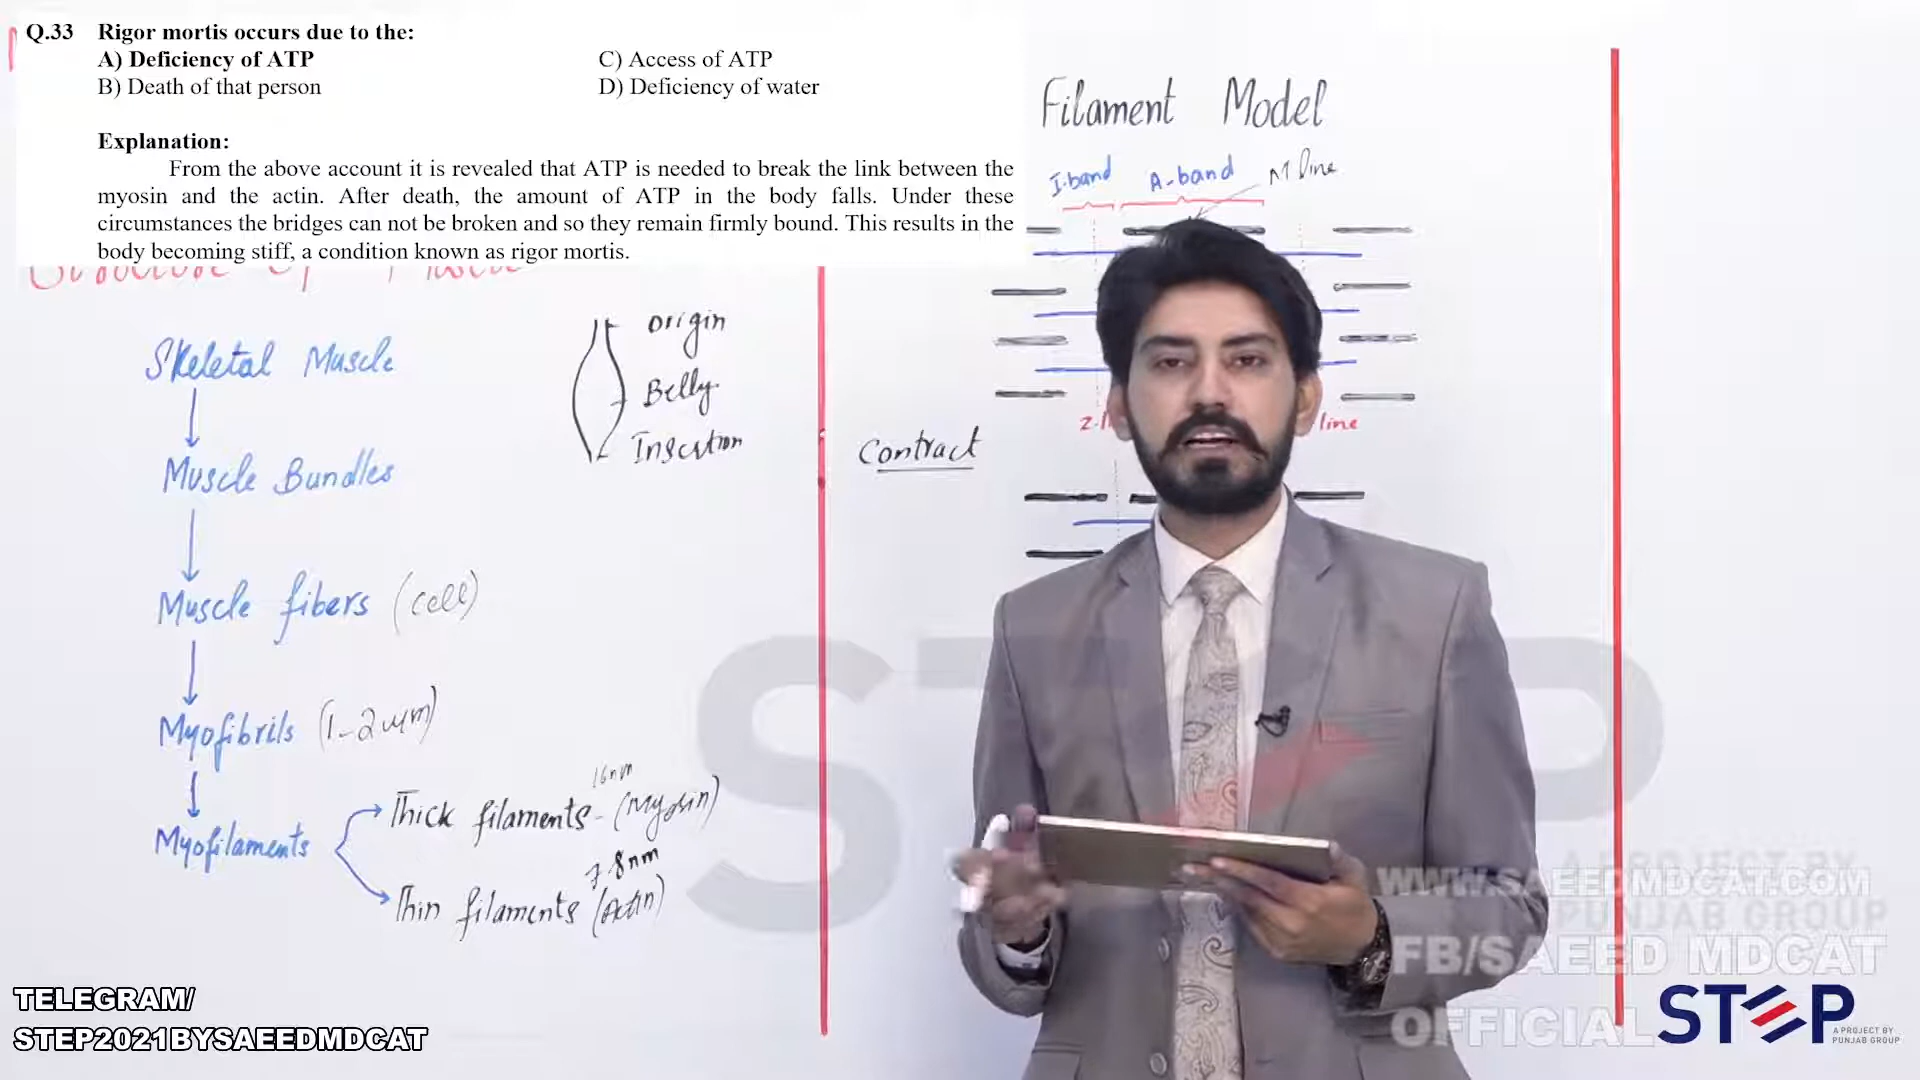 Q.33 Rigor mortis occurs due to the:
A) Deficiency of ATP C) Access of ATP
B) Death of that person D) Deficiency of water
Explanation:
From the above account it is revealed that ATP is needed to break the link between the
myosin and the actin. After death, the amount of ATP in the body falls. Under these
circumstances the bridges can not be broken and so they remain firmly bound. This results in the
body becoming stiff, a condition known as rigor mortis.
Skeletal Muscle
Muscle Bundles
Muscle fibers (cell)
Myofibrils (1-2 μm)
Myofilaments
Thick filaments - (Myosin)
16nm
Thin filaments (Actin)
7-8nm
Origin
Belly
Insertion
Filament Model
I-band A-band M line
line
Contract
STEP
WWW.SAEEDMDCAT.COM
A PROJECT BY
PUNJAB GROUP
FB/SAEED MDCAT
OFFICIAL
TELEGRAM/
STEP2021BYSAEEDMDCAT
STEP
A PROJECT BY
PUNJAB GROUP